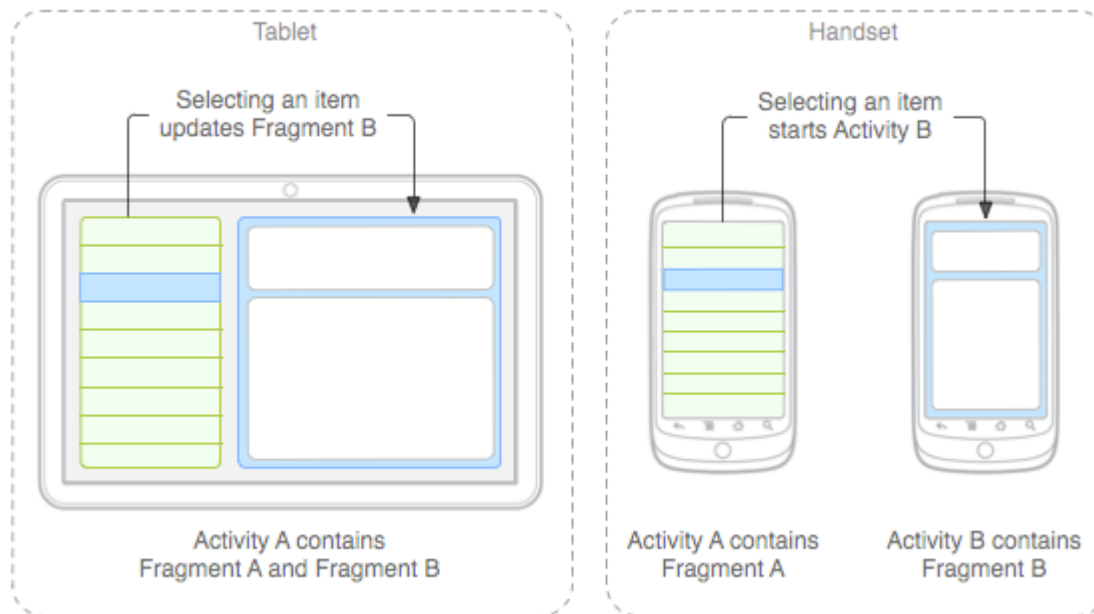 Tablet
Selecting an item
updates Fragment B
Activity A contains
Fragment A and Fragment B
Handset
Selecting an item
starts Activity B
Activity A contains
Fragment A
Activity B contains
Fragment B